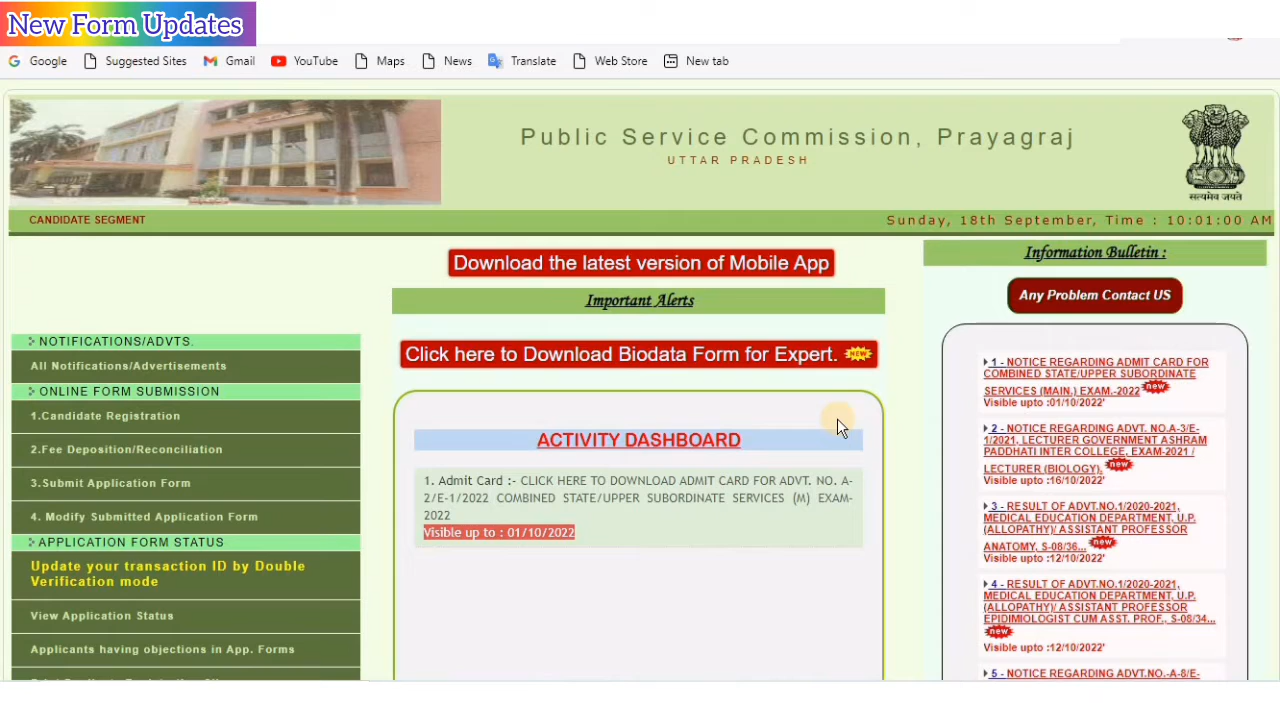 New Form Updates
Google Suggested Sites Gmail YouTube Maps News Translate Web Store New tab
Public Service Commission, Prayagraj
UTTAR PRADESH
सत्यमेव जयते
CANDIDATE SEGMENT
Sunday, 18th September, Time : 10:01:00 AM
NOTIFICATIONS/ADVTS.
All Notifications/Advertisements
ONLINE FORM SUBMISSION
1.Candidate Registration
2.Fee Deposition/Reconciliation
3.Submit Application Form
4. Modify Submitted Application Form
APPLICATION FORM STATUS
Update your transaction ID by Double
Verification mode
View Application Status
Applicants having objections in App. Forms
Download the latest version of Mobile App
Important Alerts
Click here to Download Biodata Form for Expert. NEW
ACTIVITY DASHBOARD
1. Admit Card :- CLICK HERE TO DOWNLOAD ADMIT CARD FOR ADVT. NO. A-
2/E-1/2022 COMBINED STATE/UPPER SUBORDINATE SERVICES (M) EXAM-
2022
Visible up to : 01/10/2022
Information Bulletin :
Any Problem Contact US
1 - NOTICE REGARDING ADMIT CARD FOR
COMBINED STATE/UPPER SUBORDINATE
SERVICES (MAIN.) EXAM.-2022 new
Visible upto :01/10/2022'
2 - NOTICE REGARDING ADVT. NO.A-3/E-
1/2021, LECTURER GOVERNMENT ASHRAM
PADDHATI INTER COLLEGE, EXAM-2021 /
LECTURER (BIOLOGY). new
Visible upto :16/10/2022'
3 - RESULT OF ADVT.NO.1/2020-2021,
MEDICAL EDUCATION DEPARTMENT, U.P.
(ALLOPATHY)/ ASSISTANT PROFESSOR
ANATOMY, S-08/36... new
Visible upto :12/10/2022'
4 - RESULT OF ADVT.NO.1/2020-2021,
MEDICAL EDUCATION DEPARTMENT, U.P.
(ALLOPATHY)/ ASSISTANT PROFESSOR
EPIDIMIOLOGIST CUM ASST. PROF., S-08/34...
new
Visible upto :12/10/2022'
5 - NOTICE REGARDING ADVT.NO.-A-8/E-